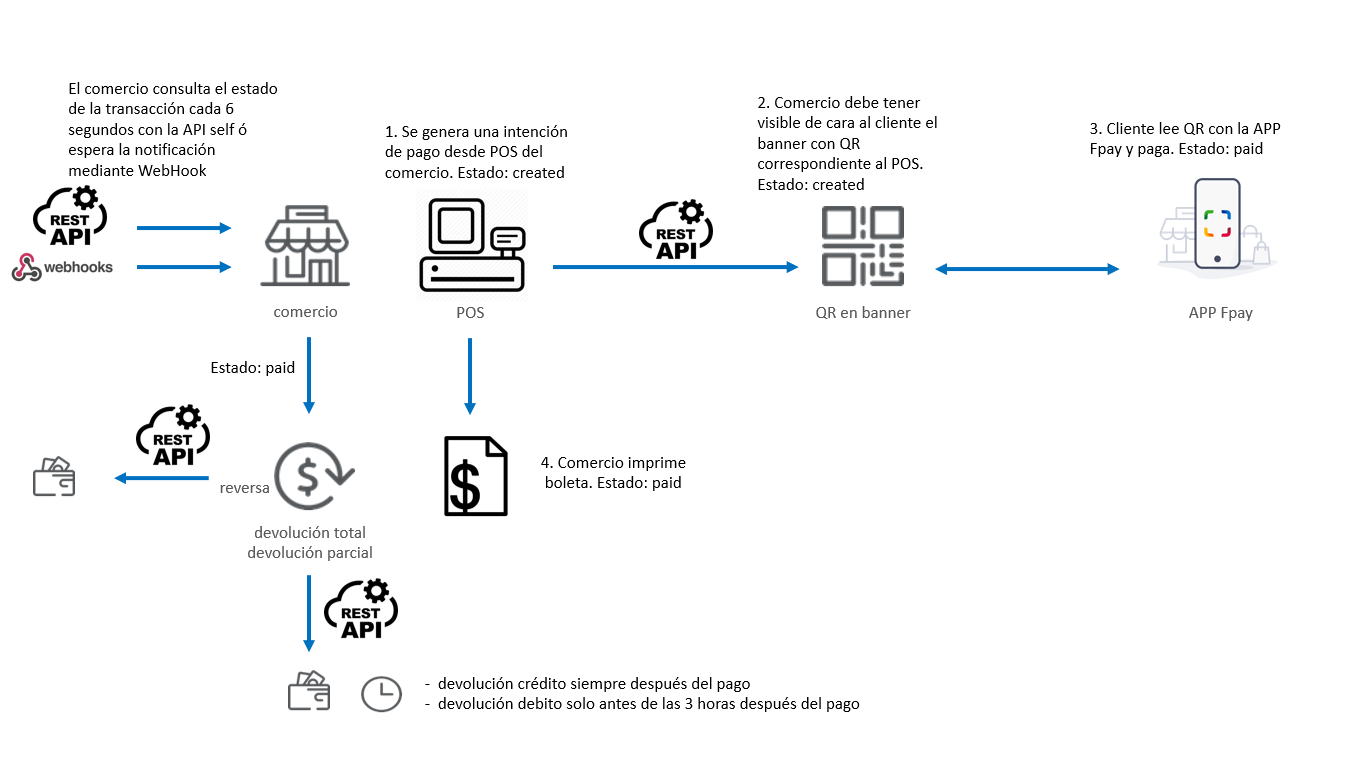 El comercio consulta el estado
de la transacción cada 6
segundos con la API self ó
espera la notificación
mediante WebHook
REST
API
webhooks
comercio
1. Se genera una intención
de pago desde POS del
comercio. Estado: created
POS
REST
API
2. Comercio debe tener
visible de cara al cliente el
banner con QR
correspondiente al POS.
Estado: created
QR en banner
3. Cliente lee QR con la APP
Fpay y paga. Estado: paid
APP Fpay
Estado: paid
REST
API
reversa
$
devolución total
devolución parcial
$
4. Comercio imprime
boleta. Estado: paid
REST
API
- devolución crédito siempre después del pago
- devolución debito solo antes de las 3 horas después del pago